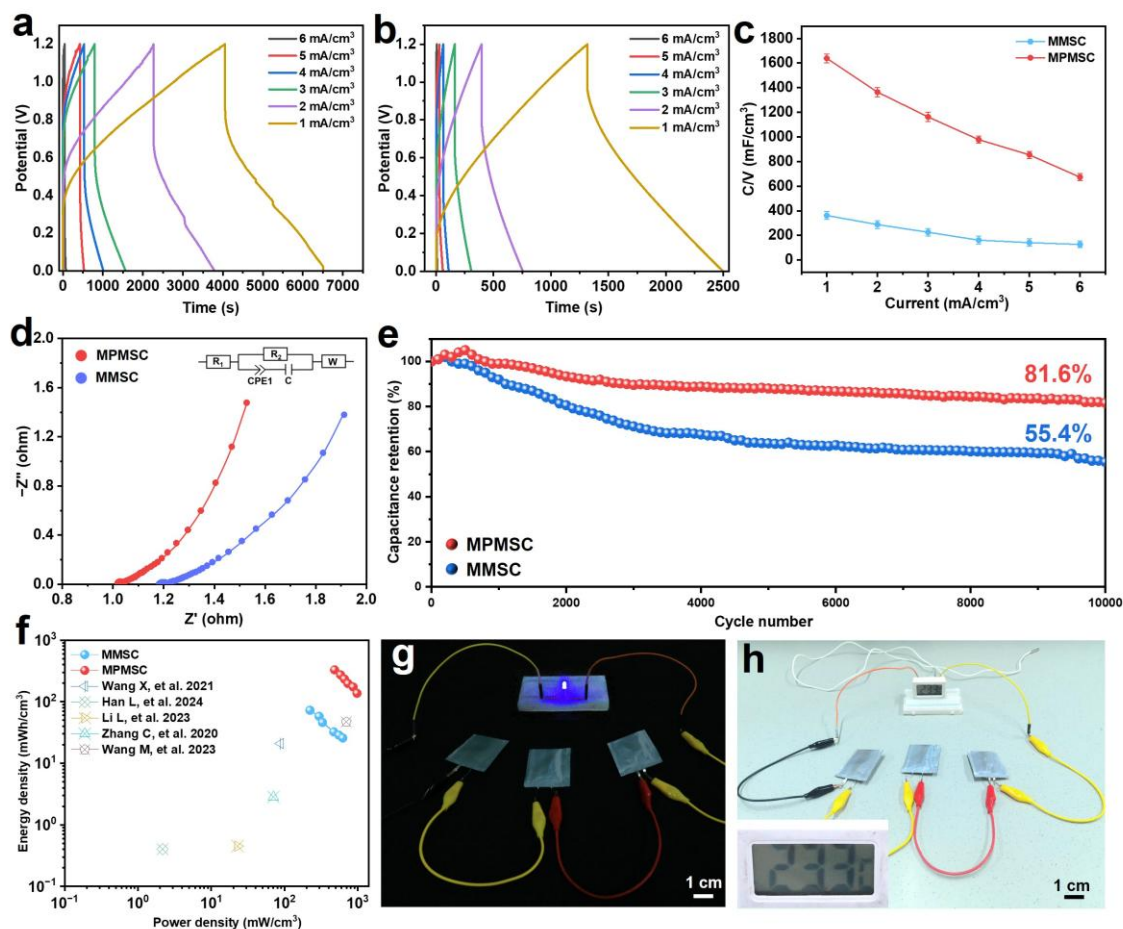 a
1.2
1.0
0.8
0.6
0.4
0.2
0.0
Potential (V)
0 1000 2000 3000 4000 5000 6000 7000
Time (s)
6 mA/cm³
5 mA/cm³
4 mA/cm³
3 mA/cm³
2 mA/cm³
1 mA/cm³
b
1.2
1.0
0.8
0.6
0.4
0.2
0.0
Potential (V)
0 500 1000 1500 2000 2500
Time (s)
6 mA/cm³
5 mA/cm³
4 mA/cm³
3 mA/cm³
2 mA/cm³
1 mA/cm³
c
1800
1600
1400
1200
1000
800
600
400
200
0
C/V (mF/cm³)
1 2 3 4 5 6
Current (mA/cm³)
MMSC
MPMSC
d
2.0
1.6
1.2
0.8
0.4
0.0
−Z'' (ohm)
0.8 1.0 1.2 1.4 1.6 1.8 2.0
Z' (ohm)
MPMSC
MMSC
R₁
R₂
CPE1
C
W
e
100
80
60
40
20
Capacitance retention (%)
0 2000 4000 6000 8000 10000
Cycle number
81.6%
55.4%
MPMSC
MMSC
f
10³
10²
10¹
10⁰
10⁻¹
Energy density (mWh/cm³)
10⁻¹ 10⁰ 10¹ 10² 10³
Power density (mW/cm³)
MMSC
MPMSC
Wang X, et al. 2021
Han L, et al. 2024
Li L, et al. 2023
Zhang C, et al. 2020
Wang M, et al. 2023
g
1 cm
h
1 cm